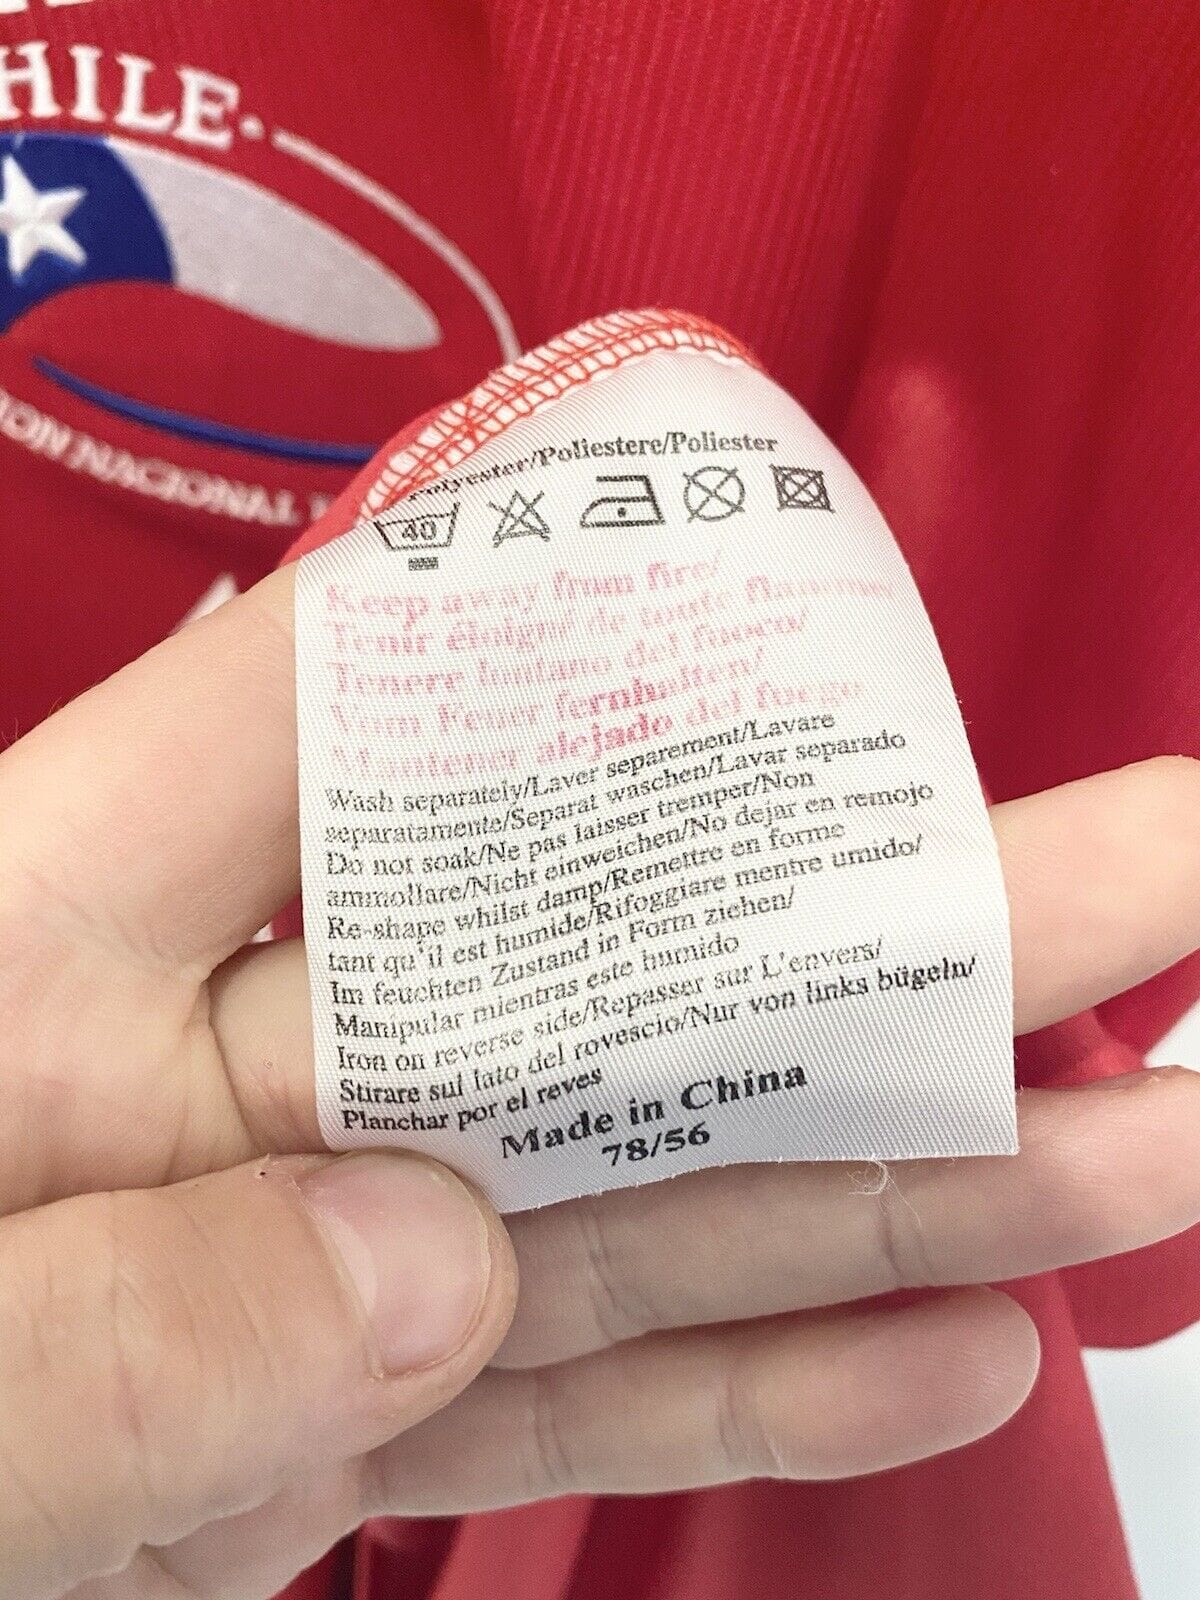 HILE·
ION NACIONAL
Polyester/Poliestere/Poliester
40
Keep away from fire/
Tenir éloigné de toute flamme/
Tenere lontano del fuoco/
Vom Feuer fernhalten/
Mantener alejado del fuego
Wash separately/Laver separement/Lavare
separatamente/Separat waschen/Lavar separado
Do not soak/Ne pas laisser tremper/Non
ammollare/Nicht einweichen/No dejar en remojo
Re-shape whilst damp/Remettre en forme
tant qu'il est humide/Rifoggiare mentre umido/
Im feuchten Zustand in Form ziehen/
Manipular mientras este humido
Iron on reverse side/Repasser sur L'envers/
Stirare sul lato del rovescio/Nur von links bügeln/
Planchar por el reves
Made in China
78/56